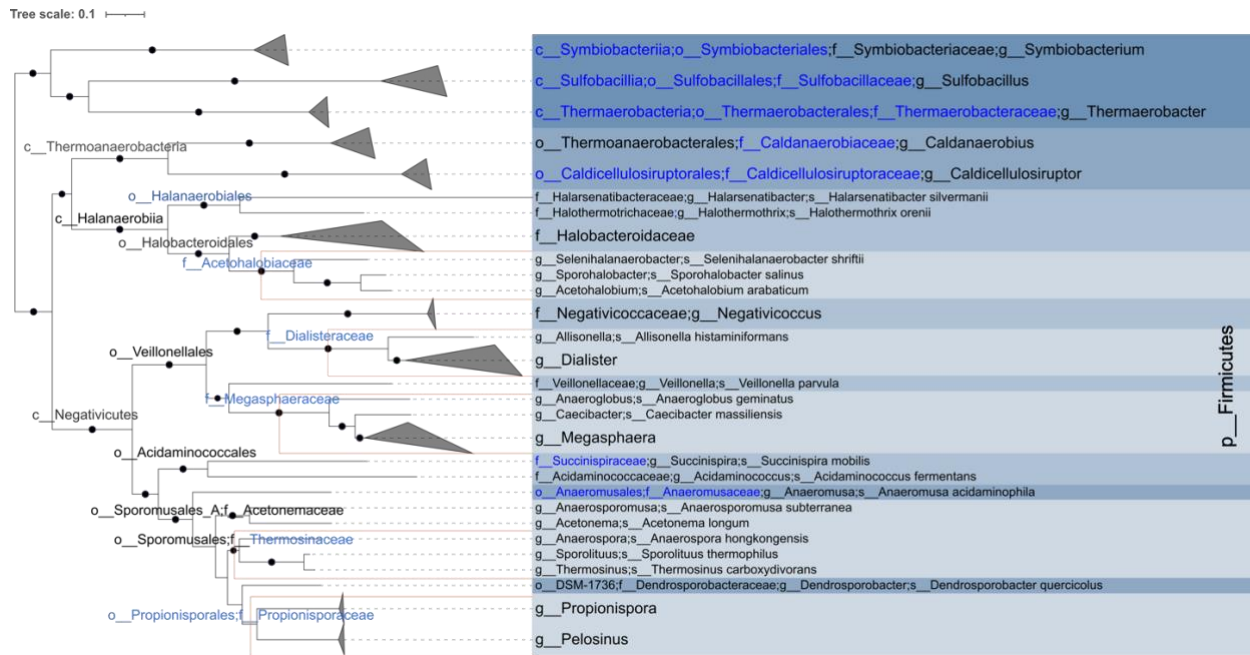 Tree scale: 0.1
c__Symbiobacteriia;o__Symbiobacteriales;f__Symbiobacteriaceae;g__Symbiobacterium
c__Sulfobacillia;o__Sulfobacillales;f__Sulfobacillaceae;g__Sulfobacillus
c__Thermaerobacteria;o__Thermaerobacterales;f__Thermaerobacteraceae;g__Thermaerobacter
c__Thermoanaerobacteria
o__Thermoanaerobacterales;f__Caldanaerobiaceae;g__Caldanaerobius
o__Caldicellulosiruptorales;f__Caldicellulosiruptoraceae;g__Caldicellulosiruptor
o__Halanaerobiales
f__Halarsenatibacteraceae;g__Halarsenatibacter;s__Halarsenatibacter silvermanii
f__Halothermotrichaceae;g__Halothermothrix;s__Halothermothrix orenii
c__Halanaerobiia
o__Halobacteroidales
f__Halobacteroidaceae
f__Acetohalobiaceae
g__Selenihalanaerobacter;s__Selenihalanaerobacter shriftii
g__Sporohalobacter;s__Sporohalobacter salinus
g__Acetohalobium;s__Acetohalobium arabaticum
f__Negativicoccaceae;g__Negativicoccus
f__Dialisteraceae
g__Allisonella;s__Allisonella histaminiformans
o__Veillonellales
g__Dialister
f__Veillonellaceae;g__Veillonella;s__Veillonella parvula
f__Megasphaeraceae
g__Anaeroglobus;s__Anaeroglobus geminatus
c__Negativicutes
g__Caecibacter;s__Caecibacter massiliensis
g__Megasphaera
p__Firmicutes
o__Acidaminococcales
f__Succinispiraceae;g__Succinispira;s__Succinispira mobilis
f__Acidaminococcaceae;g__Acidaminococcus;s__Acidaminococcus fermentans
o__Anaeromusales;f__Anaeromusaceae;g__Anaeromusa;s__Anaeromusa acidaminophila
o__Sporomusales_A;f__Acetonemaceae
g__Anaerosporomusa;s__Anaerosporomusa subterranea
g__Acetonema;s__Acetonema longum
o__Sporomusales;f__Thermosinaceae
g__Anaerospora;s__Anaerospora hongkongensis
g__Sporolituus;s__Sporolituus thermophilus
g__Thermosinus;s__Thermosinus carboxydivorans
o__DSM-1736;f__Dendrosporobacteraceae;g__Dendrosporobacter;s__Dendrosporobacter quercicolus
o__Propionisporales;f__Propionisporaceae
g__Propionispora
g__Pelosinus